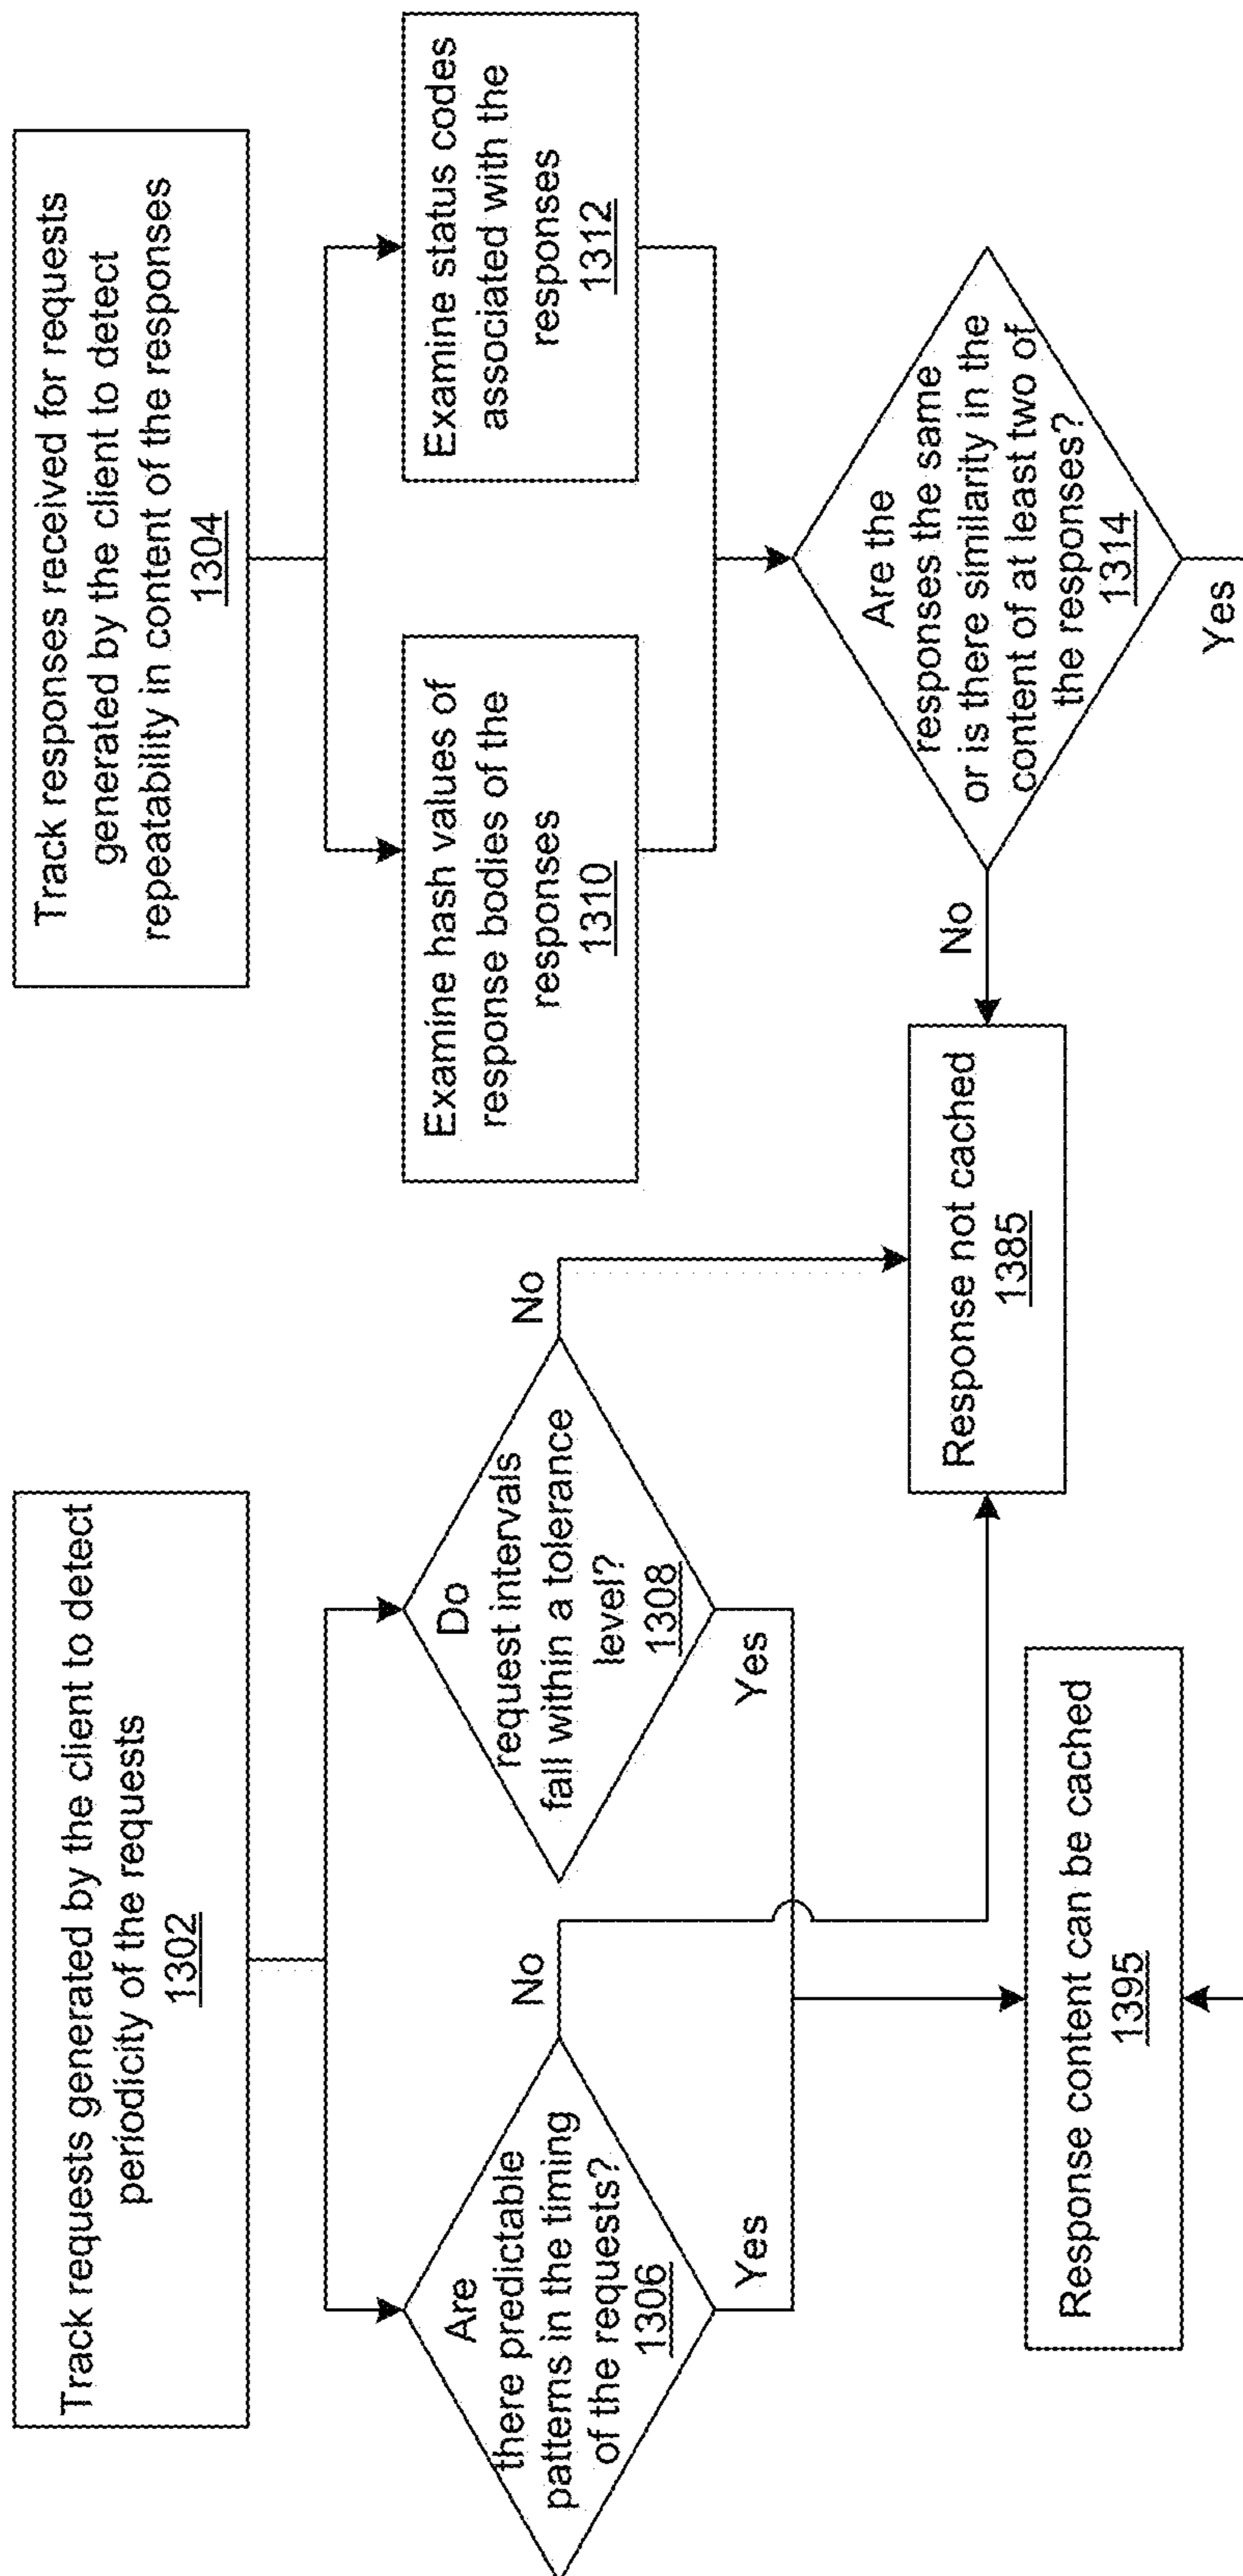 Track requests generated by the client to detect
periodicity of the requests
1302
Are
there predictable
patterns in the timing
of the requests?
1306
No
Yes
Do
request intervals
fall within a tolerance
level?
1308
No
Yes
Response content can be cached
1395
Response not cached
1385
Track responses received for requests
generated by the client to detect
repeatability in content of the responses
1304
Examine hash values of
response bodies of the
responses
1310
Examine status codes
associated with the
responses
1312
Are the
responses the same
or is there similarity in the
content of at least two of
the responses?
1314
No
Yes